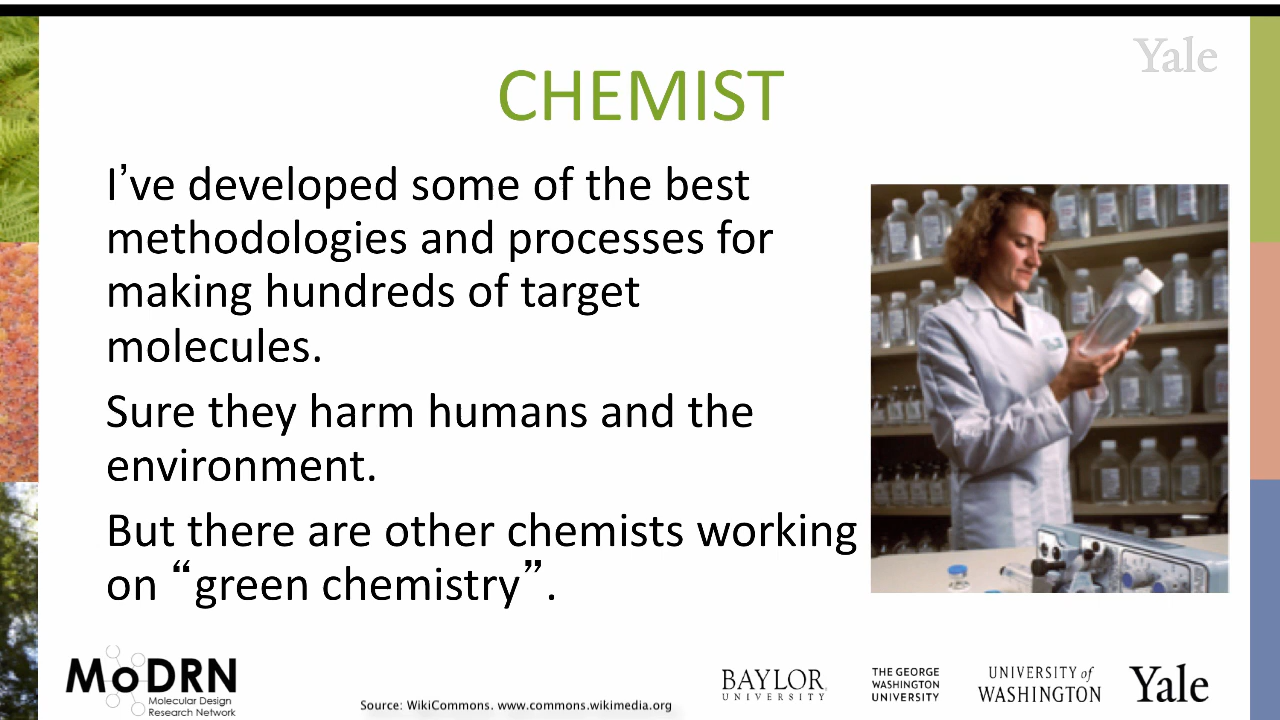 Yale
CHEMIST
I’ve developed some of the best
methodologies and processes for
making hundreds of target
molecules.
Sure they harm humans and the
environment.
But there are other chemists working
on “green chemistry”.
MoDRN
Molecular Design
Research Network
Source: WikiCommons. www.commons.wikimedia.org
BAYLOR
UNIVERSITY
THE GEORGE
WASHINGTON
UNIVERSITY
UNIVERSITY of
WASHINGTON
Yale